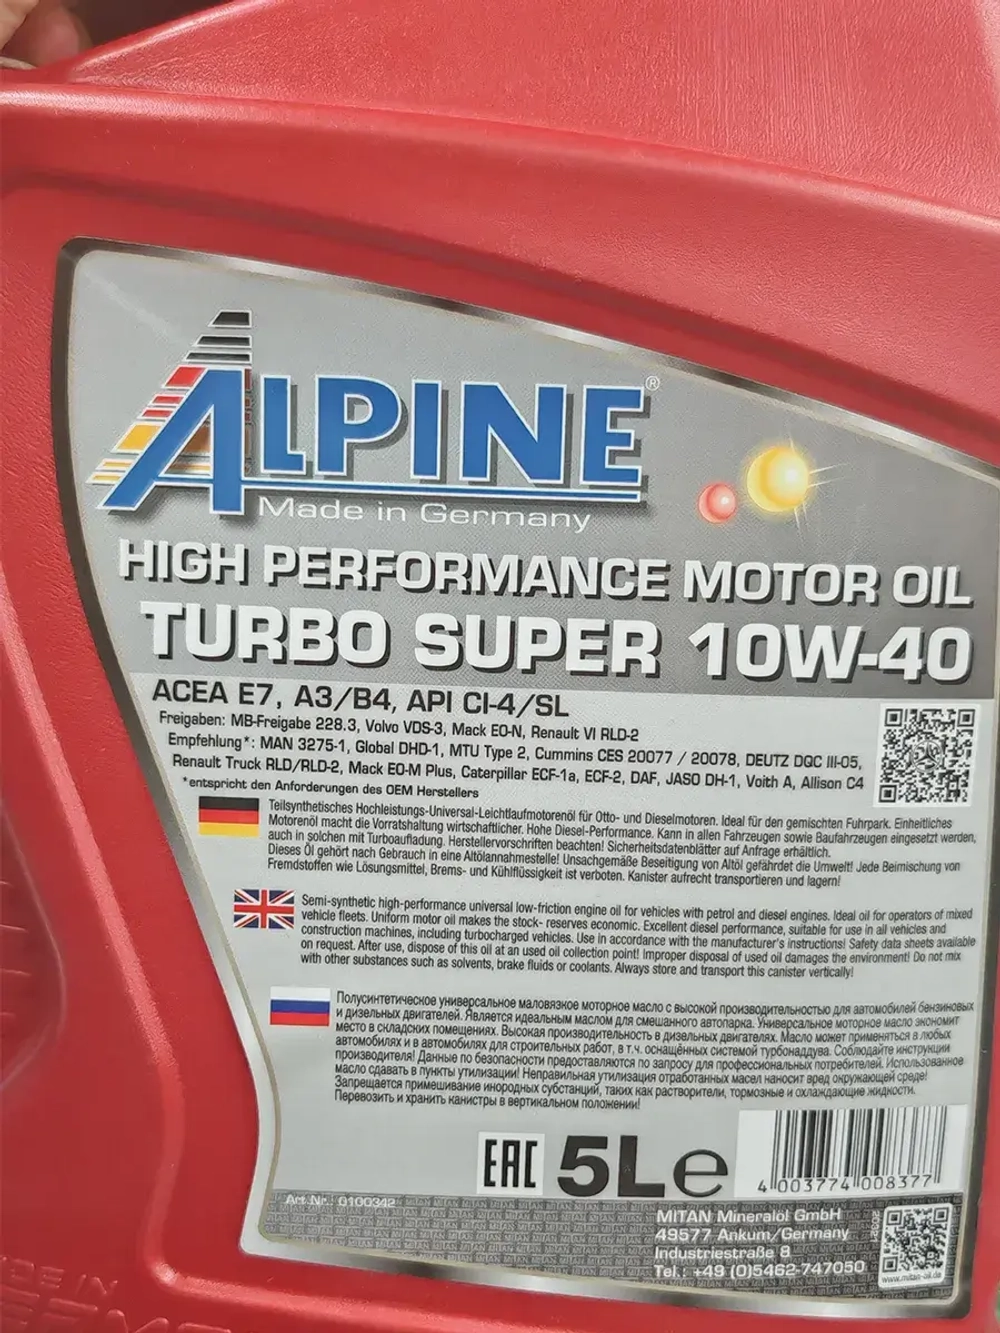 ALPINE®
Made in Germany
HIGH PERFORMANCE MOTOR OIL
TURBO SUPER 10W-40
ACEA E7, A3/B4, API CI-4/SL
Freigaben: MB-Freigabe 228.3, Volvo VDS-3, Mack EO-N, Renault VI RLD-2
Empfehlung*: MAN 3275-1, Global DHD-1, MTU Type 2, Cummins CES 20077 / 20078, DEUTZ DQC III-05,
Renault Truck RLD/RLD-2, Mack EO-M Plus, Caterpillar ECF-1a, ECF-2, DAF, JASO DH-1, Voith A, Allison C4
*entspricht den Anforderungen des OEM Herstellers
Teilsynthetisches Hochleistungs-Universal-Leichtlaufmotorenöl für Otto- und Dieselmotoren. Ideal für den gemischten Fuhrpark. Einheitliches
Motorenöl macht die Vorratshaltung wirtschaftlicher. Hohe Diesel-Performance. Kann in allen Fahrzeugen sowie Baufahrzeugen eingesetzt werden,
auch in solchen mit Turboaufladung. Herstellervorschriften beachten! Sicherheitsdatenblätter auf Anfrage erhältlich.
Dieses Öl gehört nach Gebrauch in eine Altölannahmestelle! Unsachgemäße Beseitigung von Altöl gefährdet die Umwelt! Jede Beimischung von
Fremdstoffen wie Lösungsmittel, Brems- und Kühlflüssigkeit ist verboten. Kanister aufrecht transportieren und lagern!
Semi-synthetic high-performance universal low-friction engine oil for vehicles with petrol and diesel engines. Ideal oil for operators of mixed
vehicle fleets. Uniform motor oil makes the stock- reserves economic. Excellent diesel performance, suitable for use in all vehicles and
construction machines, including turbocharged vehicles. Use in accordance with the manufacturer's instructions! Safety data sheets available
on request. After use, dispose of this oil at an used oil collection point! Improper disposal of used oil damages the environment! Do not mix
with other substances such as solvents, brake fluids or coolants. Always store and transport this canister vertically!
Полусинтетическое универсальное маловязкое моторное масло с высокой производительностью для автомобилей бензиновых
и дизельных двигателей. Является идеальным маслом для смешанного автопарка. Универсальное моторное масло экономит
место в складских помещениях. Высокая производительность в дизельных двигателях. Масло может применяться в любых
автомобилях и в автомобилях для строительных работ, в т.ч. оснащённых системой турбонаддува. Соблюдайте инструкции
производителя! Данные по безопасности предоставляются по запросу для профессиональных потребителей. Использованное
масло сдавать в пункты утилизации! Неправильная утилизация отработанных масел наносит вред окружающей среде!
Запрещается примешивание инородных субстанций, таких как растворители, тормозные и охлаждающие жидкости.
Перевозить и хранить канистры в вертикальном положении!
EAC 5L e
4 003774 008377
Art.Nr.: 0100342
MITAN Mineralöl GmbH
49577 Ankum/Germany
Industriestraße 8
Tel.: +49 (0)5462-747050
www.mitan-oil.de